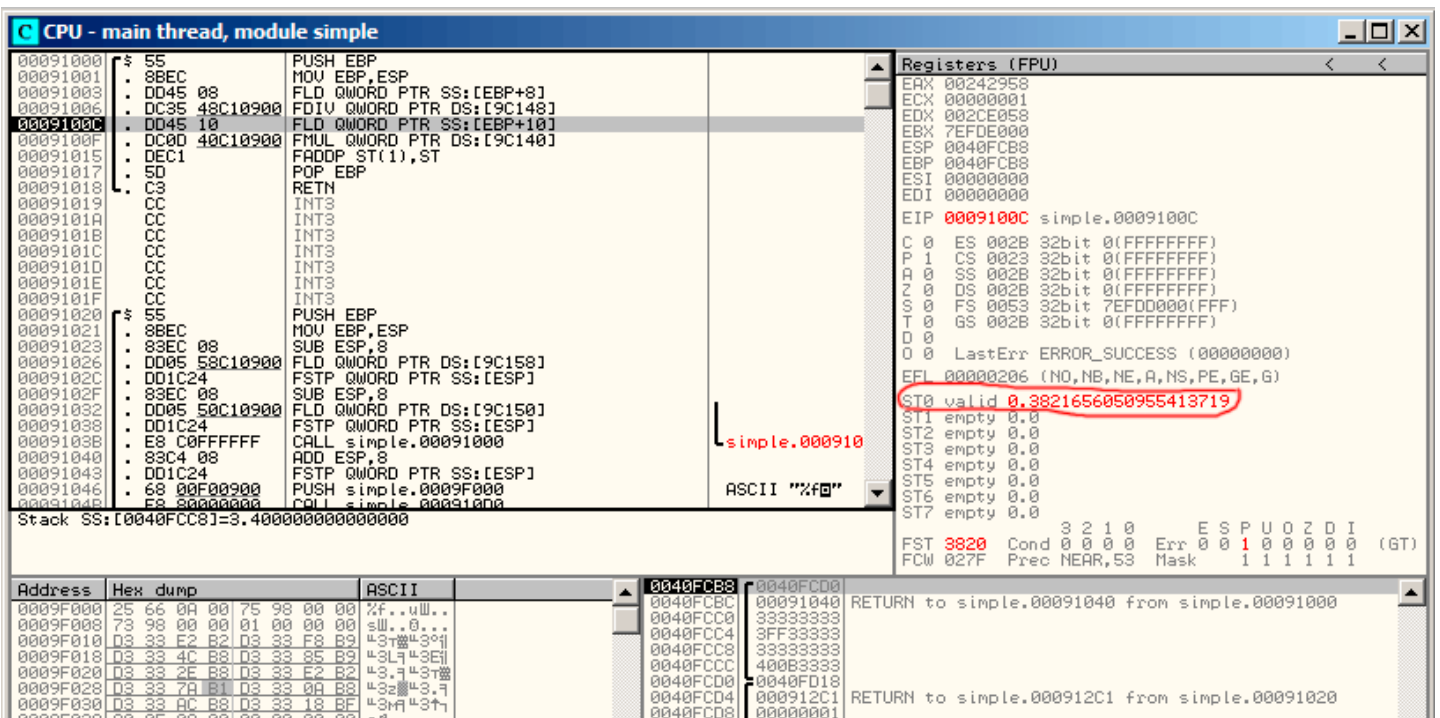 CPU - main thread, module simple
00091000 $ 55 PUSH EBP
00091001 . 8BEC MOV EBP,ESP
00091003 . DD45 08 FLD QWORD PTR SS:[EBP+8]
00091006 . DC35 48C10900 FDIV QWORD PTR DS:[9C148]
0009100C . DD45 10 FLD QWORD PTR SS:[EBP+10]
0009100F . DC0D 40C10900 FMUL QWORD PTR DS:[9C140]
00091015 . DEC1 FADDP ST(1),ST
00091017 . 5D POP EBP
00091018 . C3 RETN
00091019 CC INT3
0009101A CC INT3
0009101B CC INT3
0009101C CC INT3
0009101D CC INT3
0009101E CC INT3
0009101F CC INT3
00091020 $ 55 PUSH EBP
00091021 . 8BEC MOV EBP,ESP
00091023 . 83EC 08 SUB ESP,8
00091026 . DD05 58C10900 FLD QWORD PTR DS:[9C158]
0009102C . DD1C24 FSTP QWORD PTR SS:[ESP]
0009102F . 83EC 08 SUB ESP,8
00091032 . DD05 50C10900 FLD QWORD PTR DS:[9C150]
00091038 . DD1C24 FSTP QWORD PTR SS:[ESP]
0009103B . E8 C0FFFFFF CALL simple.00091000 simple.000910
00091040 . 83C4 08 ADD ESP,8
00091043 . DD1C24 FSTP QWORD PTR SS:[ESP]
00091046 . 68 00F00900 PUSH simple.0009F000 ASCII "%f◙"
0009104B . E8 80000000 CALL simple.000910D0
Stack SS:[0040FCC8]=3.400000000000000
Registers (FPU) < <
EAX 00242958
ECX 00000001
EDX 002CE058
EBX 7EFDE000
ESP 0040FCB8
EBP 0040FCB8
ESI 00000000
EDI 00000000
EIP 0009100C simple.0009100C
C 0 ES 002B 32bit 0(FFFFFFFF)
P 1 CS 0023 32bit 0(FFFFFFFF)
A 0 SS 002B 32bit 0(FFFFFFFF)
Z 0 DS 002B 32bit 0(FFFFFFFF)
S 0 FS 0053 32bit 7EFDD000(FFF)
T 0 GS 002B 32bit 0(FFFFFFFF)
D 0
O 0 LastErr ERROR_SUCCESS (00000000)
EFL 00000206 (NO,NB,NE,A,NS,PE,GE,G)
ST0 valid 0.3821656050955413719
ST1 empty 0.0
ST2 empty 0.0
ST3 empty 0.0
ST4 empty 0.0
ST5 empty 0.0
ST6 empty 0.0
ST7 empty 0.0
3 2 1 0 E S P U O Z D I
FST 3820 Cond 0 0 0 0 Err 0 0 1 0 0 0 0 0 (GT)
FCW 027F Prec NEAR,53 Mask 1 1 1 1 1 1
Address Hex dump ASCII
0009F000 25 66 0A 00 75 98 00 00 %f..u
0009F008 73 98 00 00 01 00 00 00 s
0009F010 D3 33 E2 B2 D3 33 F8 B9
0009F018 D3 33 4C B8 D3 33 85 B9
0009F020 D3 33 2E B8 D3 33 E2 B2
0009F028 D3 33 7A B1 D3 33 0A B8
0009F030 D3 33 AC B8 D3 33 18 BF
0040FCB8 0040FCD0
0040FCBC 00091040 RETURN to simple.00091040 from simple.00091000
0040FCC0 33333333
0040FCC4 3FF33333
0040FCC8 33333333
0040FCCC 400B3333
0040FCD0 0040FD18
0040FCD4 000912C1 RETURN to simple.000912C1 from simple.00091020
0040FCD8 00000001